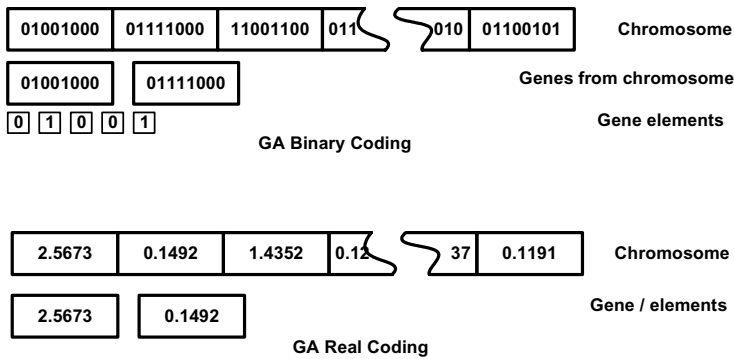 01001000 01111000 11001100 011 010 01100101 Chromosome
01001000 01111000 Genes from chromosome
0 1 0 0 1 Gene elements
GA Binary Coding
2.5673 0.1492 1.4352 0.12 37 0.1191 Chromosome
2.5673 0.1492 Gene / elements
GA Real Coding